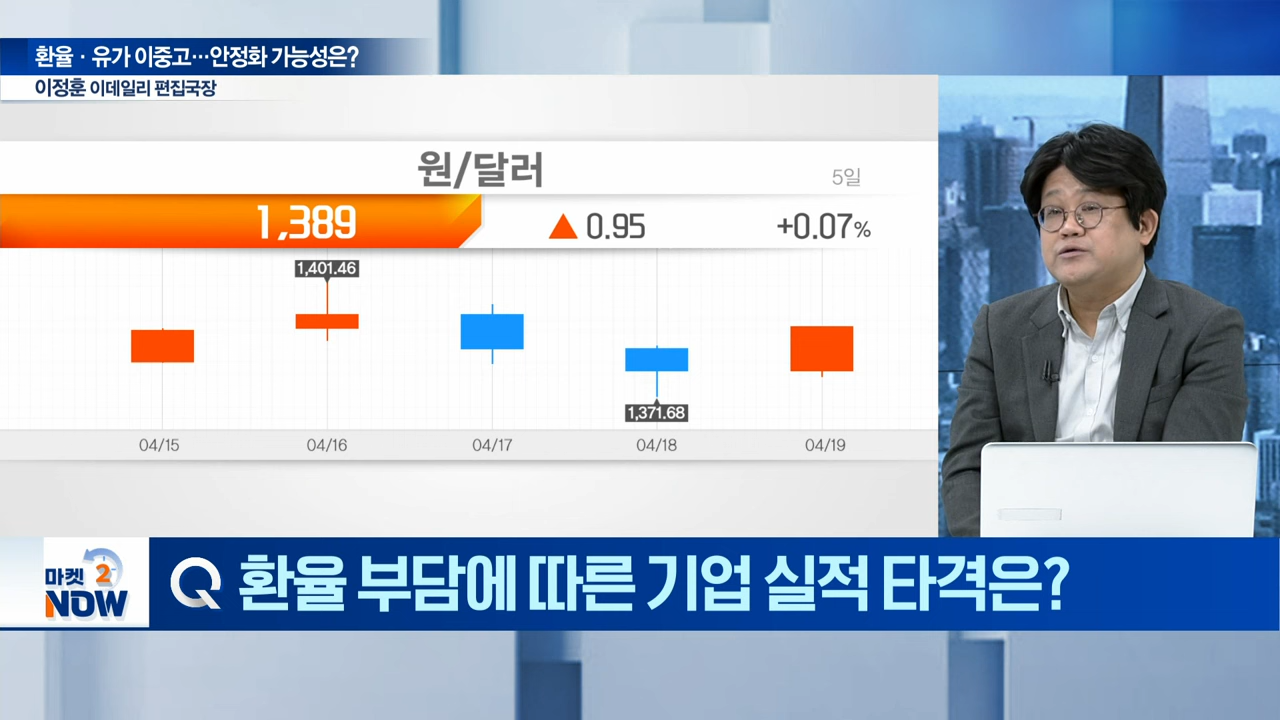 환율 · 유가 이중고…안정화 가능성은?
이정훈 이데일리 편집국장
원/달러
5일
1,389 ▲ 0.95 +0.07%
1,401.46
1,371.68
04/15 04/16 04/17 04/18 04/19
마켓 2
NOW
Q 환율 부담에 따른 기업 실적 타격은?